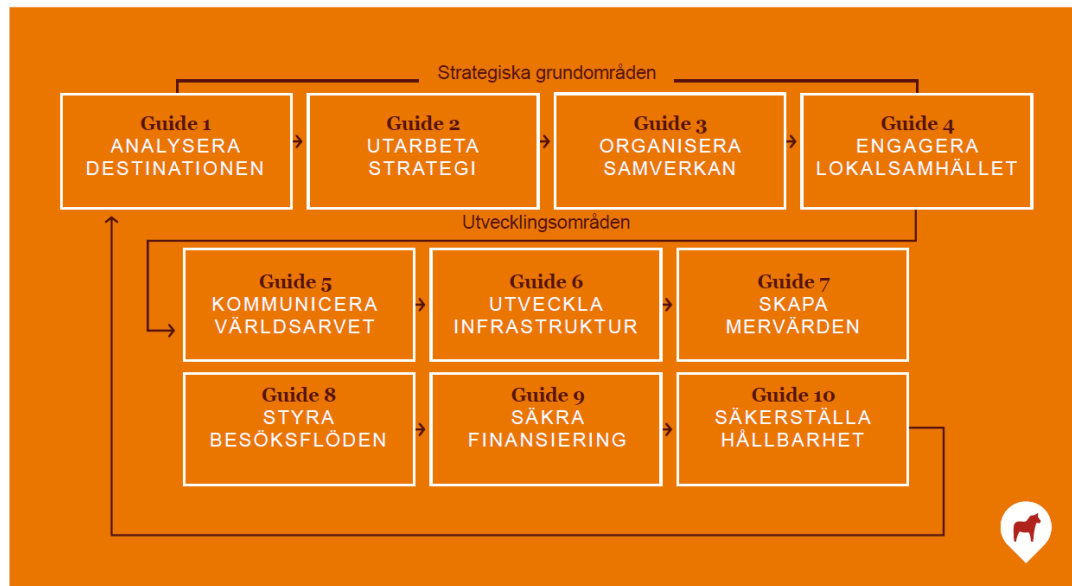 Strategiska grundområden
Guide 1
ANALYSERA
DESTINATIONEN
Guide 2
UTARBETA
STRATEGI
Guide 3
ORGANISERA
SAMVERKAN
Guide 4
ENGAGERA
LOKALSAMHÄLLET
Utvecklingsområden
Guide 5
KOMMUNICERA
VÄRLDSARVET
Guide 6
UTVECKLA
INFRASTRUKTUR
Guide 7
SKAPA
MERVÄRDEN
Guide 8
STYRA
BESÖKSFLÖDEN
Guide 9
SÄKRA
FINANSIERING
Guide 10
SÄKERSTÄLLA
HÅLLBARHET